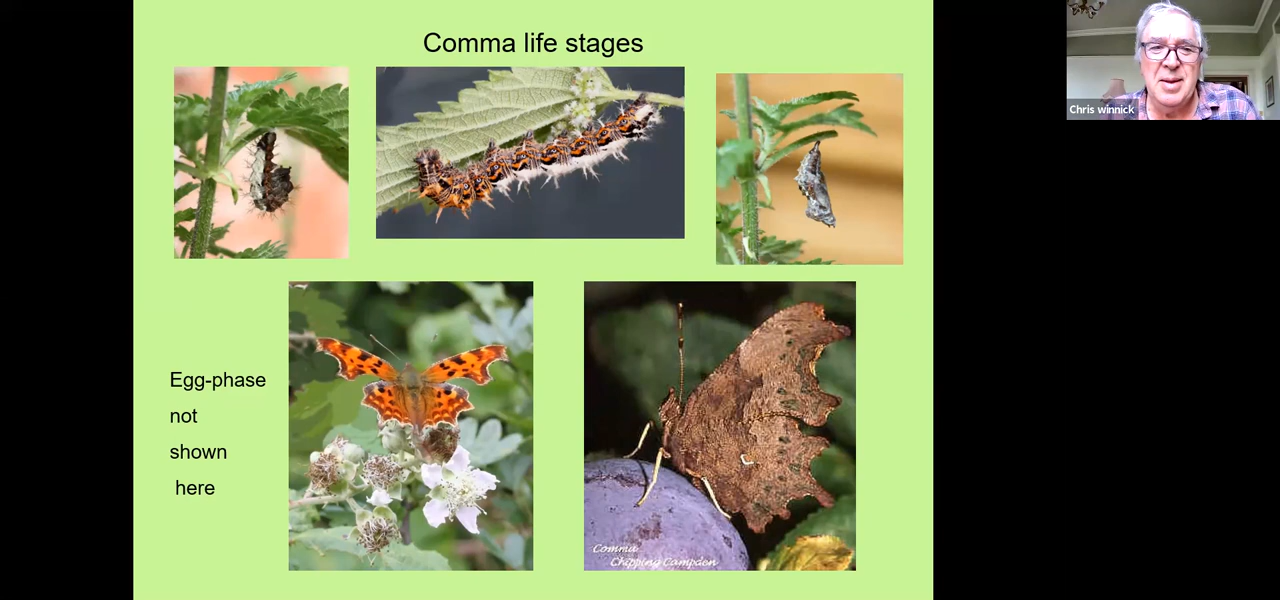 Comma life stages
Chris winnick
Egg-phase
not
shown
here
Comma
Chipping Campden